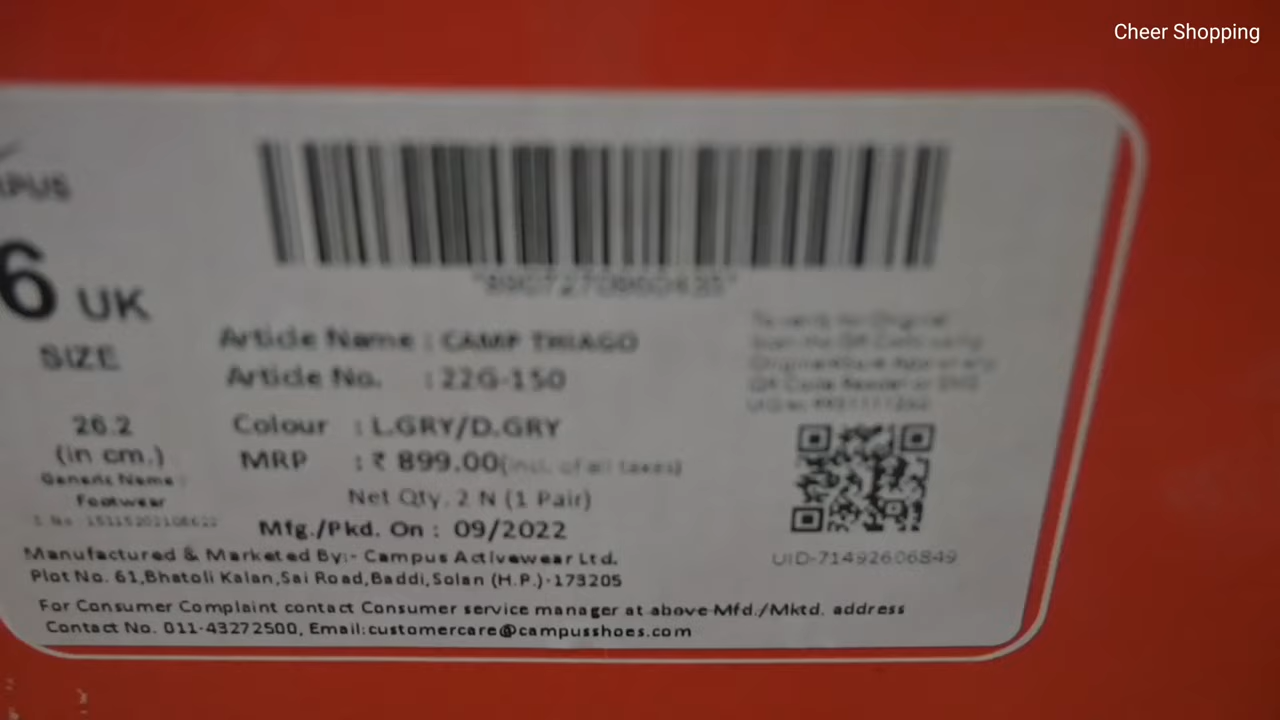 Cheer Shopping
6 UK
SIZE
26.2
(in cm.)
Generic Name :
Footwear
Article Name : CAMP THIAGO
Article No. : 22G-150
Colour : L.GRY/D.GRY
MRP : ₹ 899.00(incl. of all taxes)
Net Qty. 2 N (1 Pair)
Mfg./Pkd. On : 09/2022
Manufactured & Marketed By:- Campus Activewear Ltd.
Plot No. 61,Bhatoli Kalan,Sai Road,Baddi,Solan (H.P.)-173205
For Consumer Complaint contact Consumer service manager at above Mfd./Mktd. address
Contact No. 011-43272500, Email:customercare@campusshoes.com
UID-71492606849